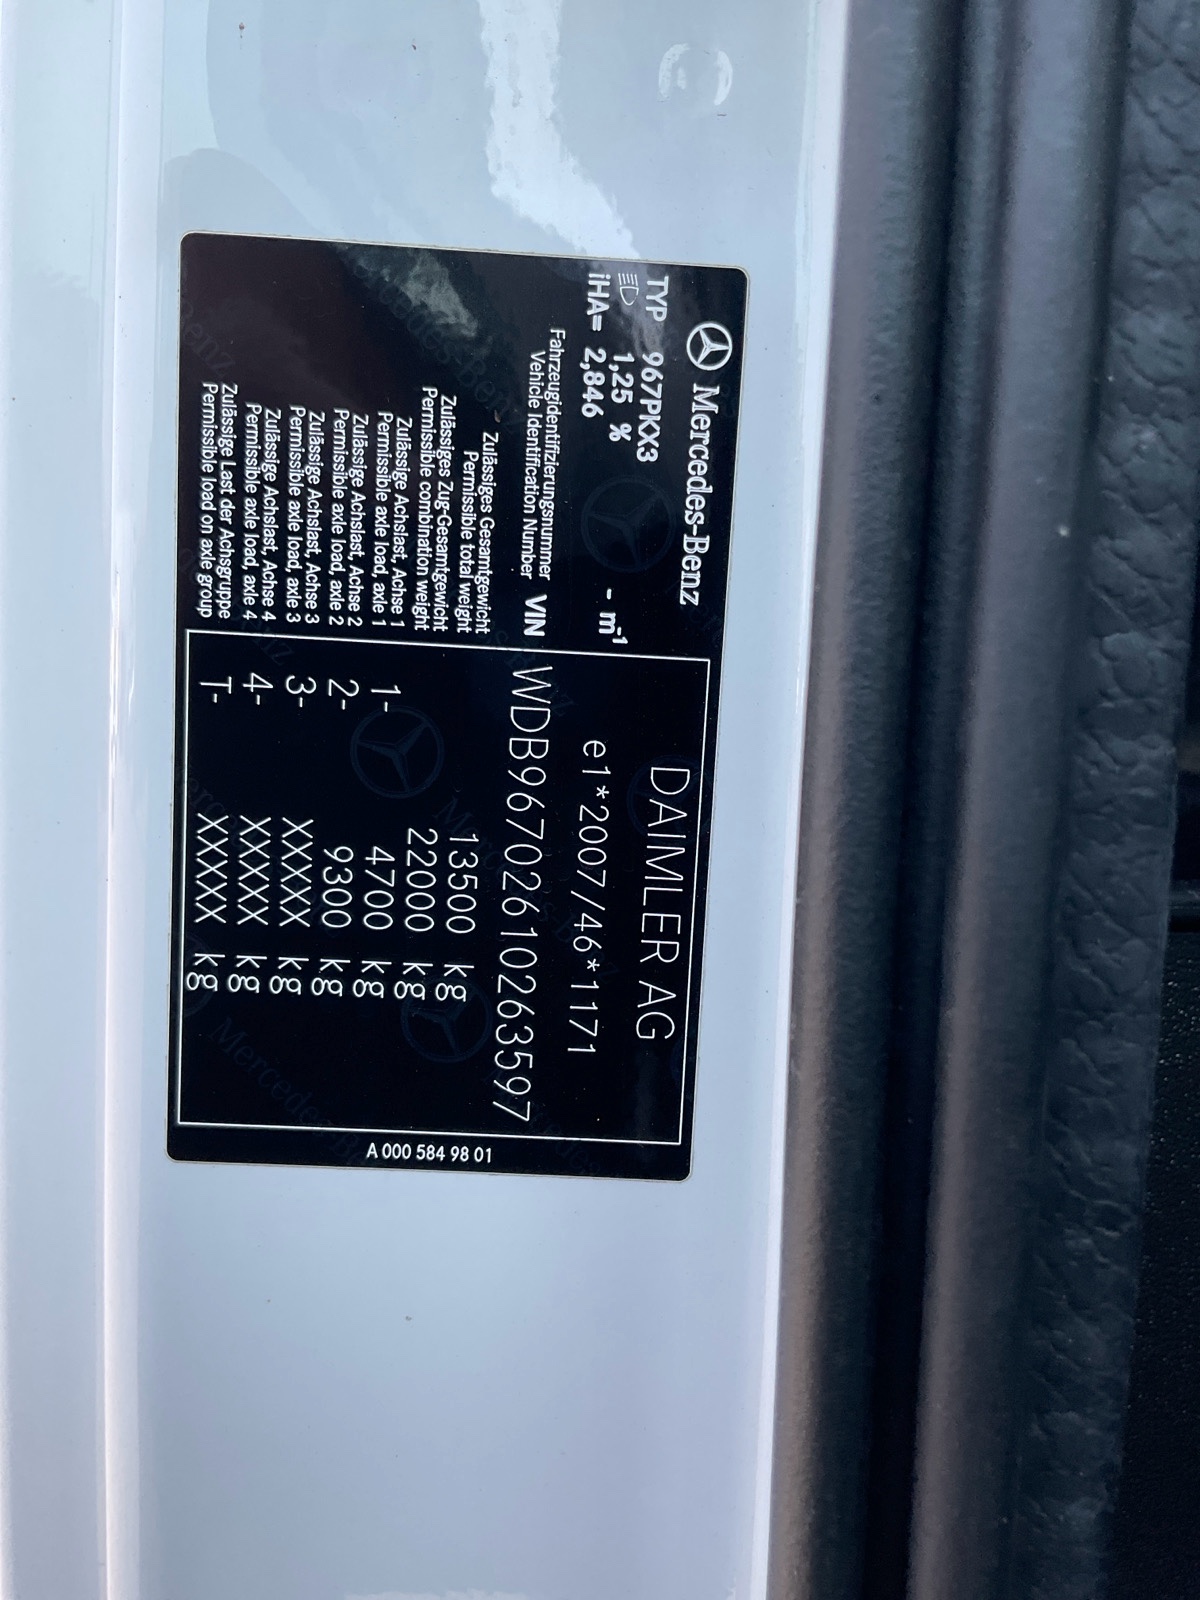 Mercedes-Benz
TYP 967PKX3
1,25 %
iHA= 2,846 - m⁻¹
DAIMLER AG
e1*2007/46*1171
Fahrzeugidentifizierungsnummer
Vehicle Identification Number VIN WDB96702610263597
Zulässiges Gesamtgewicht
Permissible total weight 13500 kg
Zulässiges Zug-Gesamtgewicht
Permissible combination weight 22000 kg
Zulässige Achslast, Achse 1
Permissible axle load, axle 1 1- 4700 kg
Zulässige Achslast, Achse 2
Permissible axle load, axle 2 2- 9300 kg
Zulässige Achslast, Achse 3
Permissible axle load, axle 3 3- XXXXX kg
Zulässige Achslast, Achse 4
Permissible axle load, axle 4 4- XXXXX kg
Zulässige Last der Achsgruppe
Permissible load on axle group T- XXXXX kg
A 000 584 98 01